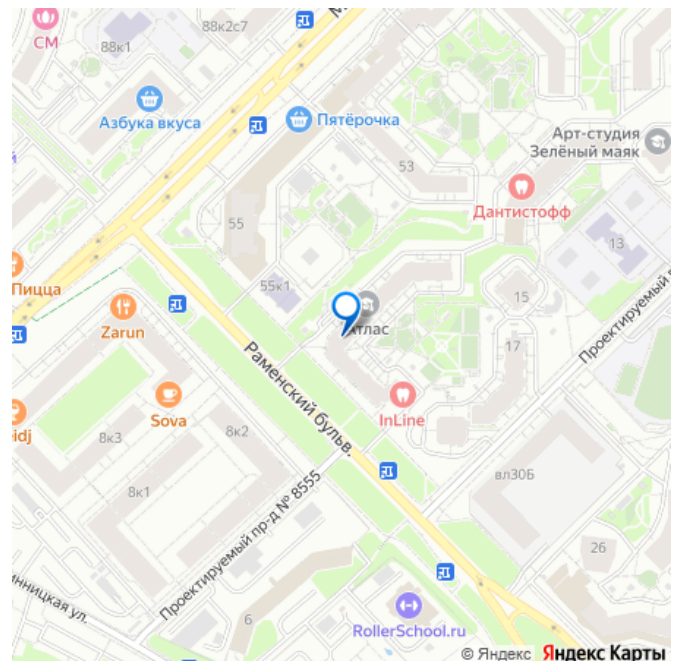 88к2с7
88к1
СМ
Азбука вкуса
Пятёрочка
Арт-студия
Зелёный маяк
53
Дантистофф
55
13
55к1
Пицца
15
Zarun
Атлас
17
Проектируемый
Раменский бульв.
Sova
InLine
8к2
8к3
вл30Б
8к1
Проектируемый пр-д № 8555
26
6
RollerSchool.ru
© Яндекс Яндекс Карты